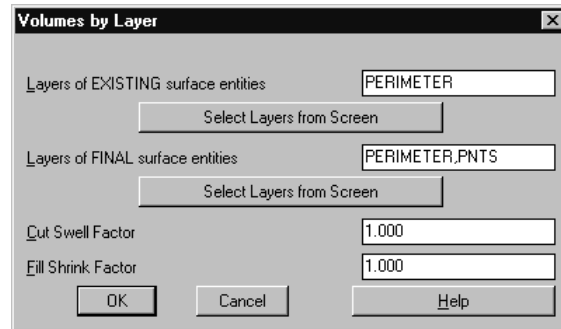 Volumes by Layer
Layers of EXISTING surface entities PERIMETER
Select Layers from Screen
Layers of FINAL surface entities PERIMETER,PNTS
Select Layers from Screen
Cut Swell Factor 1.000
Fill Shrink Factor 1.000
OK Cancel Help